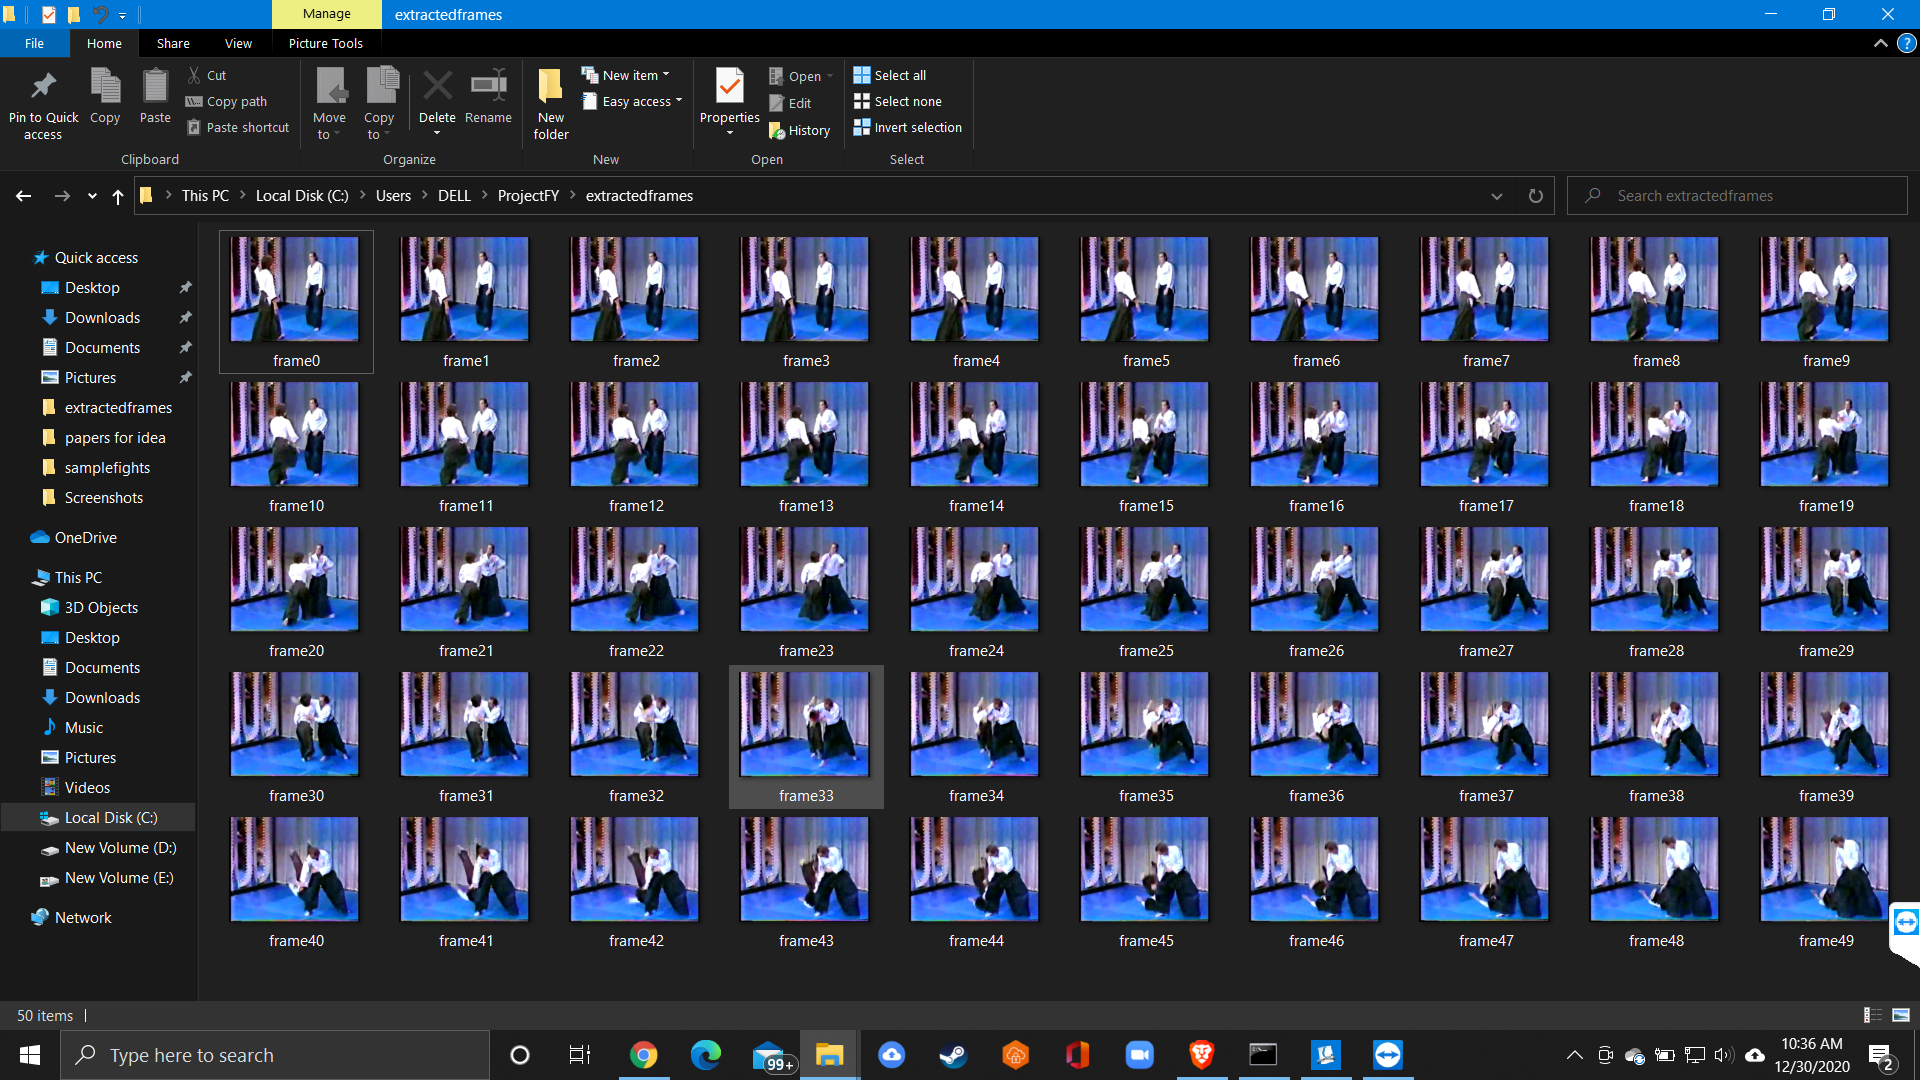 Manage
extractedframes
File
Home
Share
View
Picture Tools
Pin to Quick access
Copy
Paste
Cut
Copy path
Paste shortcut
Clipboard
Move to
Copy to
Delete
Rename
Organize
New folder
New item
Easy access
New
Properties
Open
Edit
History
Open
Select all
Select none
Invert selection
Select
This PC
Local Disk (C:)
Users
DELL
ProjectFY
extractedframes
Search extractedframes
Quick access
Desktop
Downloads
Documents
Pictures
extractedframes
papers for idea
samplefights
Screenshots
OneDrive
This PC
3D Objects
Desktop
Documents
Downloads
Music
Pictures
Videos
Local Disk (C:)
New Volume (D:)
New Volume (E:)
Network
frame0
frame1
frame2
frame3
frame4
frame5
frame6
frame7
frame8
frame9
frame10
frame11
frame12
frame13
frame14
frame15
frame16
frame17
frame18
frame19
frame20
frame21
frame22
frame23
frame24
frame25
frame26
frame27
frame28
frame29
frame30
frame31
frame32
frame33
frame34
frame35
frame36
frame37
frame38
frame39
frame40
frame41
frame42
frame43
frame44
frame45
frame46
frame47
frame48
frame49
50 items
Type here to search
99+
10:36 AM
12/30/2020
2